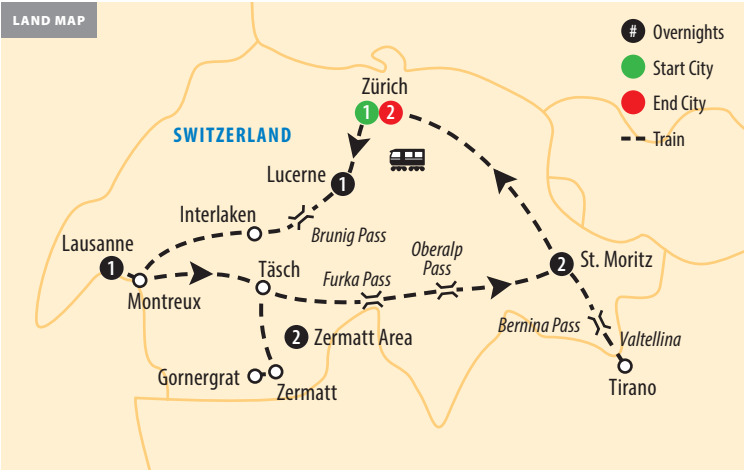 LAND MAP
# Overnights
Start City
End City
Train
Zürich
1 2
SWITZERLAND
Lucerne 1
Interlaken
Brunig Pass
Lausanne
1
Montreux
Täsch
Furka Pass
Oberalp
Pass
2 St. Moritz
Bernina Pass
Valtellina
2 Zermatt Area
Gornergrat
Zermatt
Tirano